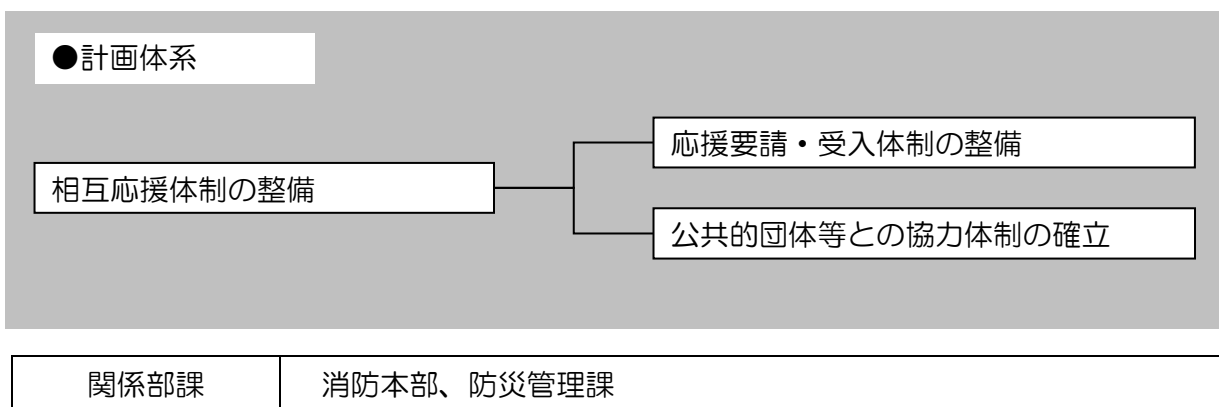 ●計画体系
応援要請・受入体制の整備
相互応援体制の整備
公共的団体等との協力体制の確立
関係部課 消防本部、防災管理課